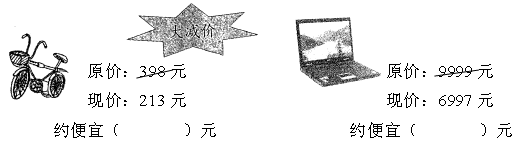 大减价
原价：398元
现价：213元
约便宜（　　　）元
原价：9999元
现价：6997元
约便宜（　　　）元